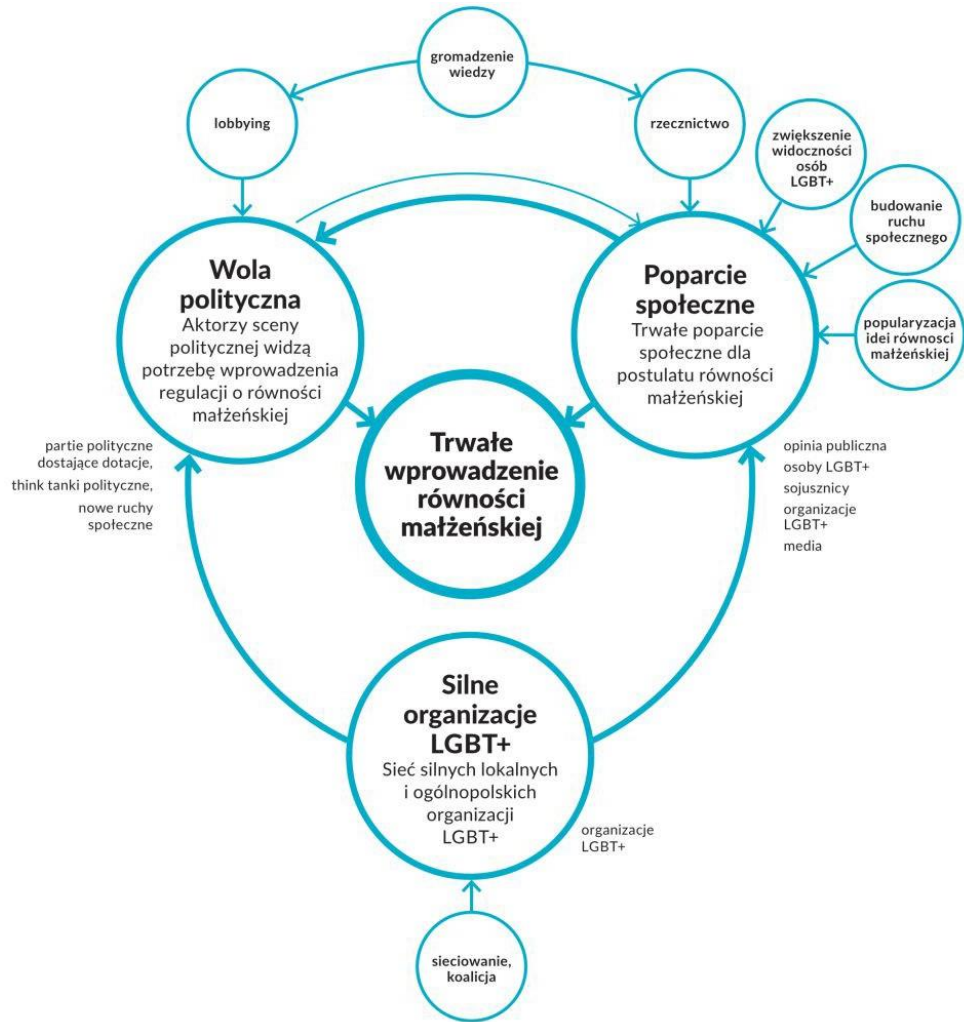 gromadzenie
wiedzy
lobbying
rzecznictwo
zwiększenie
widoczności
osób
LGBT+
budowanie
ruchu
społecznego
popularyzacja
idei równosci
małżeńskiej
Wola
polityczna
Aktorzy sceny
politycznej widzą
potrzebę wprowadzenia
regulacji o równości
małżeńskiej
Poparcie
społeczne
Trwałe poparcie
społeczne dla
postulatu równości
małżeńskiej
Trwałe
wprowadzenie
równości
małżeńskiej
partie polityczne
dostające dotacje,
think tanki polityczne,
nowe ruchy
społeczne
opinia publiczna
osoby LGBT+
sojusznicy
organizacje
LGBT+
media
Silne
organizacje
LGBT+
Sieć silnych lokalnych
i ogólnopolskich
organizacji
LGBT+
organizacje
LGBT+
sieciowanie,
koalicja